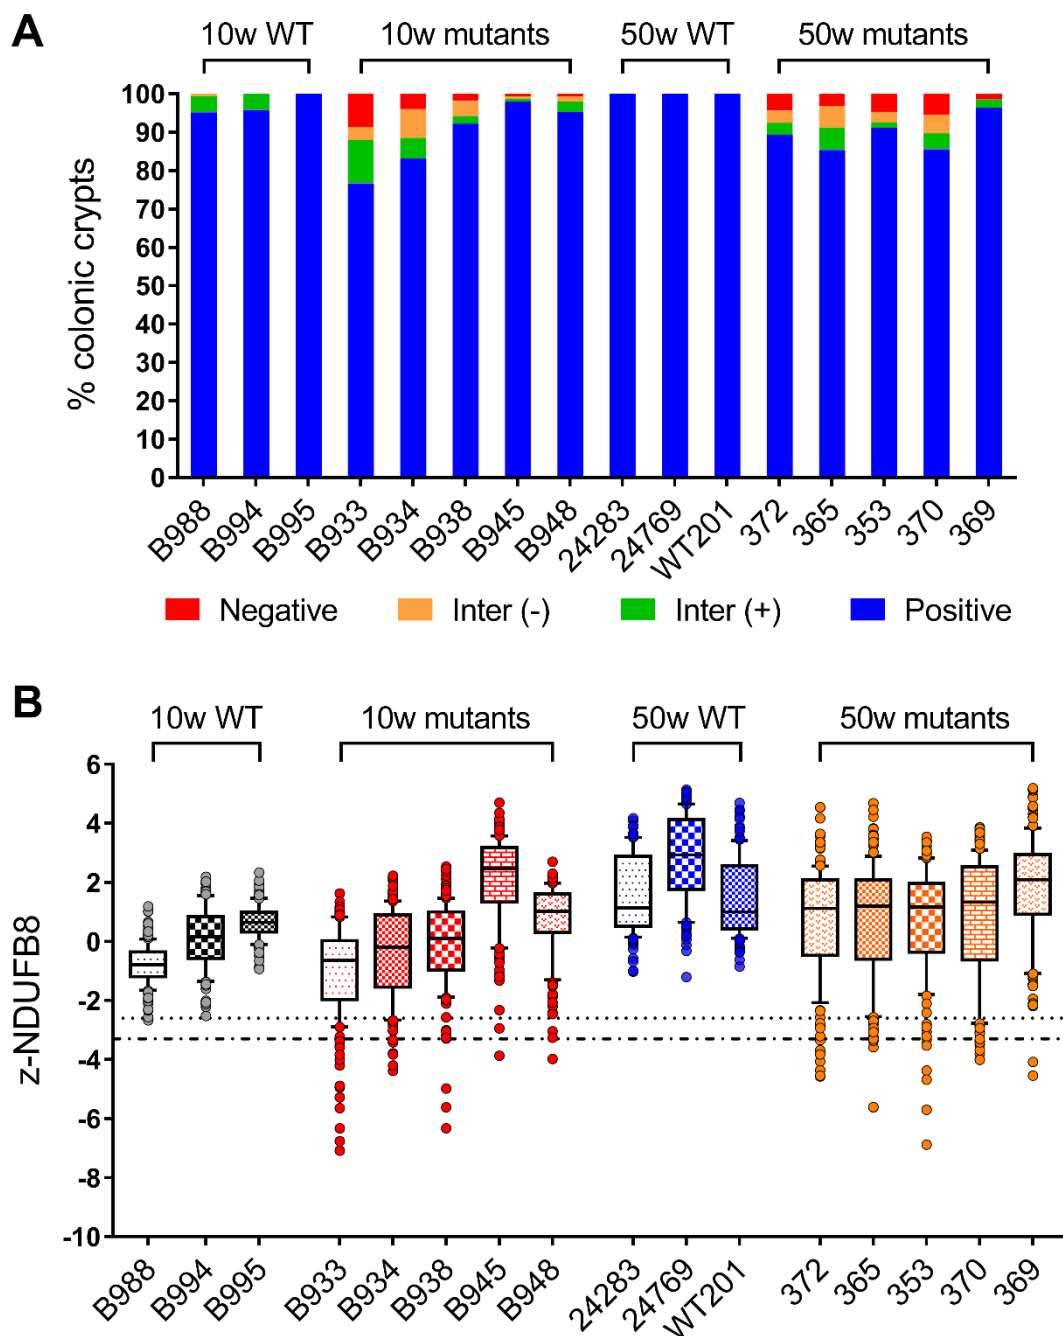 A
10w WT 10w mutants 50w WT 50w mutants
% colonic crypts
100
90
80
70
60
50
40
30
20
10
0
B988 B994 B995 B933 B934 B938 B945 B948 24283 24769 WT201 372 365 353 370 369
Negative Inter (-) Inter (+) Positive
B
10w WT 10w mutants 50w WT 50w mutants
z-NDUFB8
6
4
2
0
-2
-4
-6
-8
-10
B988 B994 B995 B933 B934 B938 B945 B948 24283 24769 WT201 372 365 353 370 369